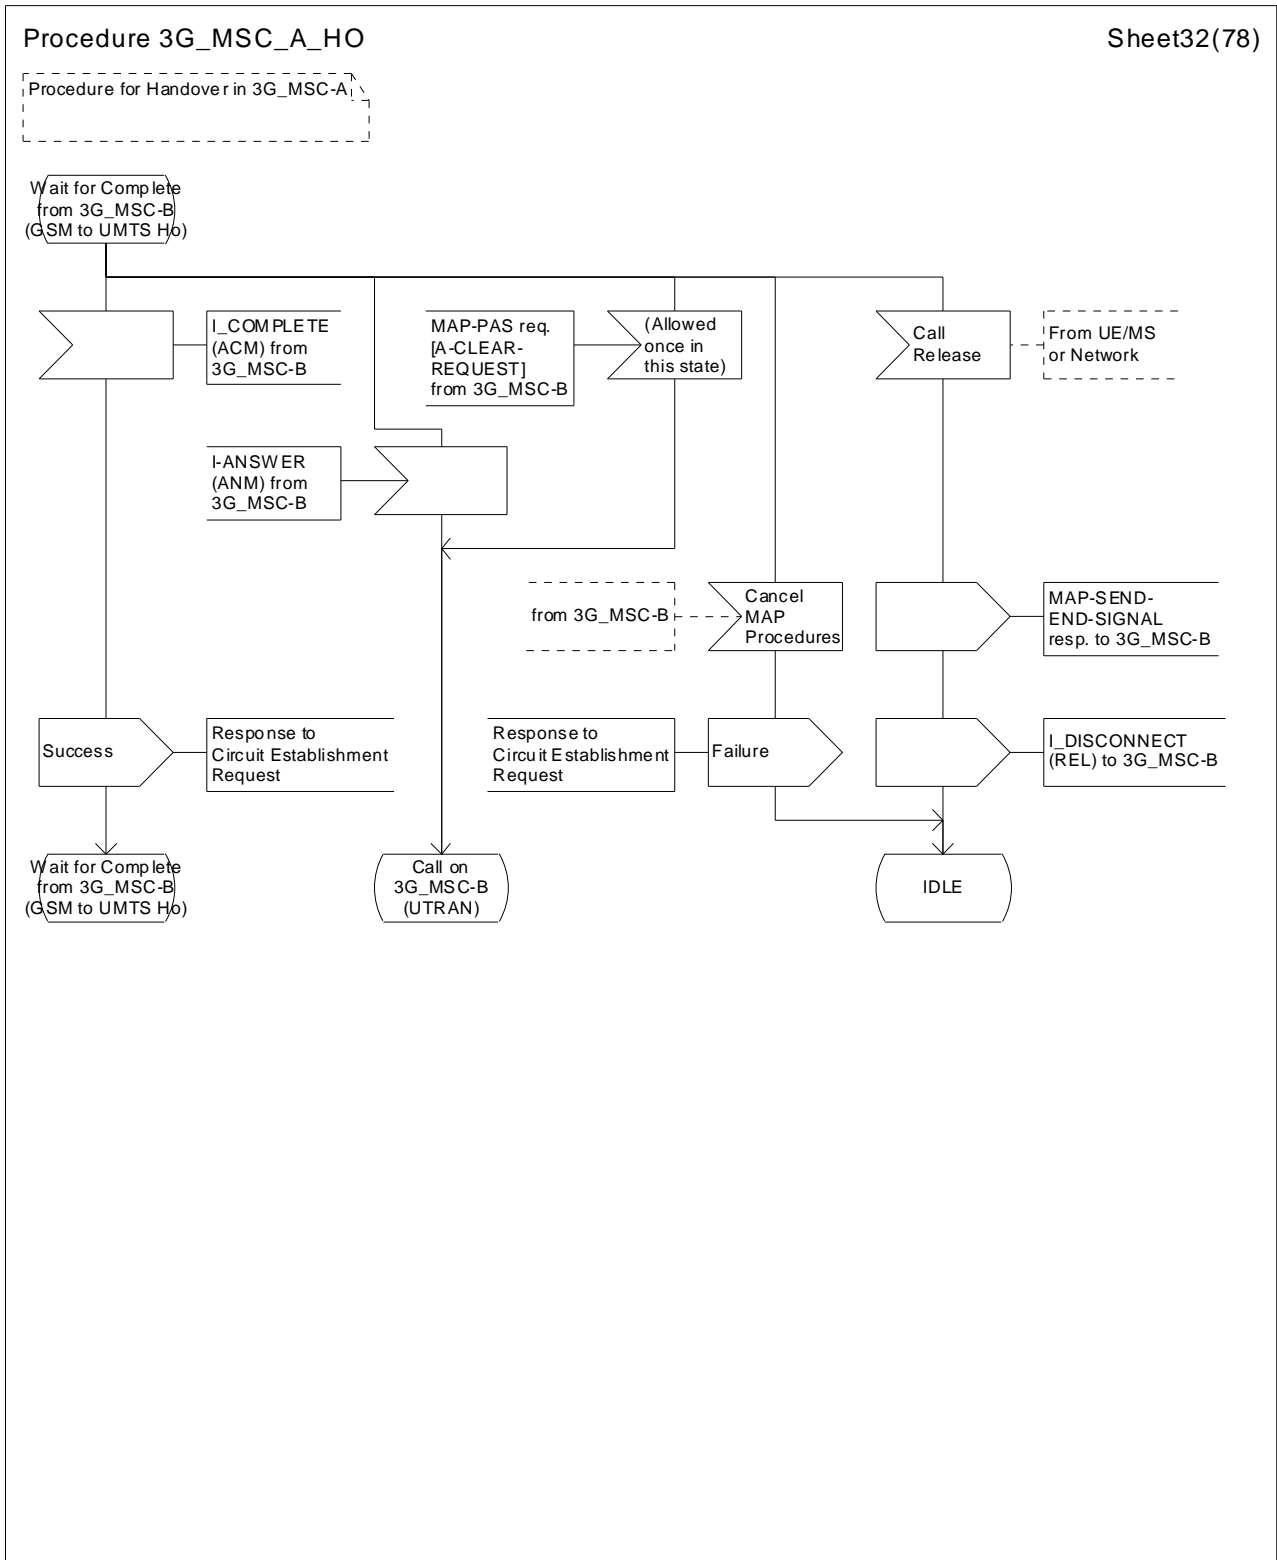 Procedure 3G_MSC_A_HO
Sheet32(78)
Procedure for Handover in 3G_MSC-A
Wait for Complete
from 3G_MSC-B
(GSM to UMTS Ho)
I_COMPLETE
(ACM) from
3G_MSC-B
MAP-PAS req.
[A-CLEAR-
REQUEST]
from 3G_MSC-B
(Allowed
once in
this state)
Call
Release
From UE/MS
or Network
I-ANSWER
(ANM) from
3G_MSC-B
from 3G_MSC-B
Cancel
MAP
Procedures
MAP-SEND-
END-SIGNAL
resp. to 3G_MSC-B
Success
Response to
Circuit Establishment
Request
Response to
Circuit Establishment
Request
Failure
I_DISCONNECT
(REL) to 3G_MSC-B
Wait for Complete
from 3G_MSC-B
(GSM to UMTS Ho)
Call on
3G_MSC-B
(UTRAN)
IDLE